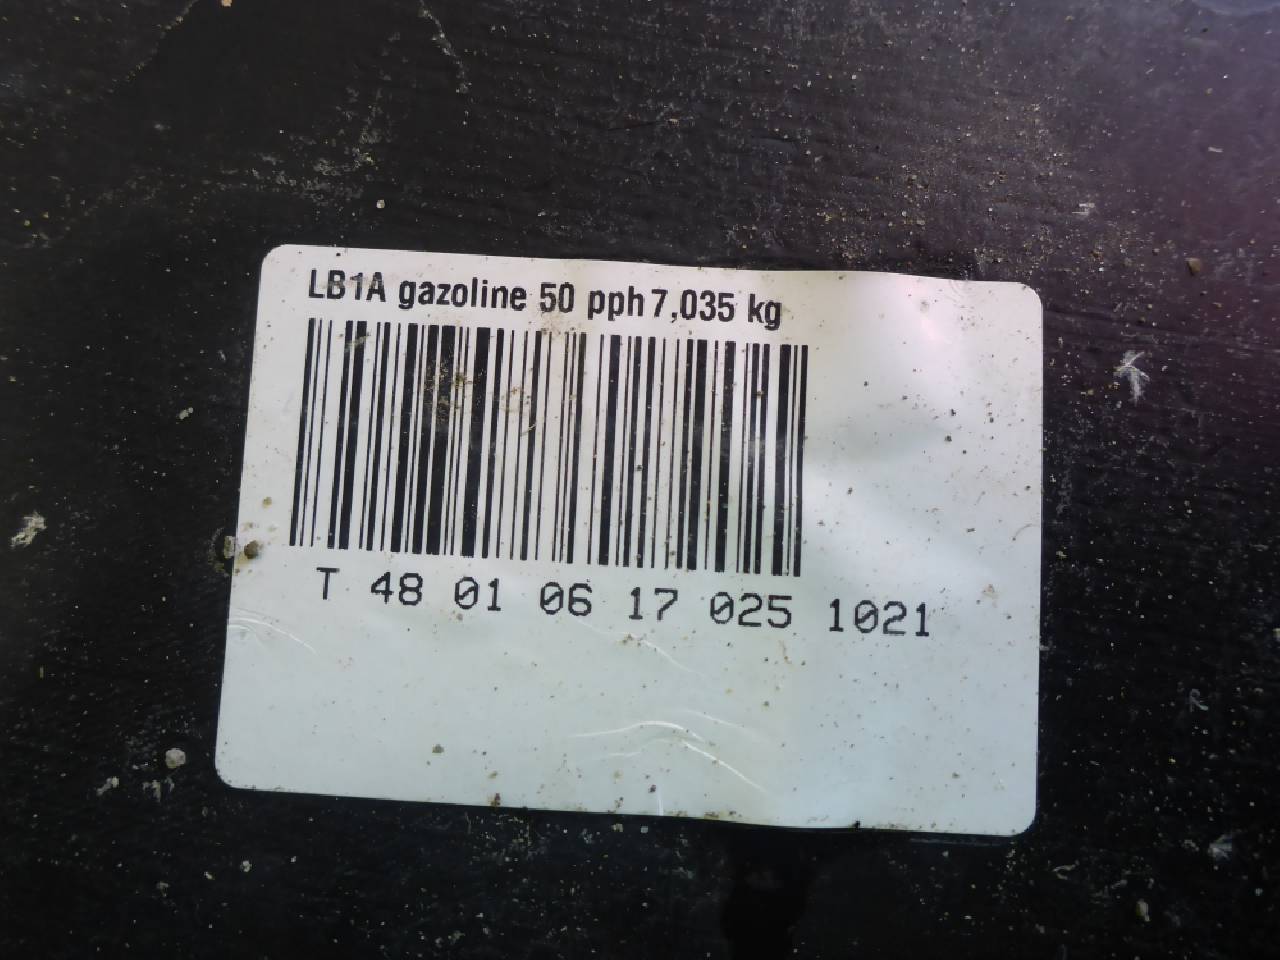 LB1A gazoline 50 pph 7,035 kg
T 48 01 06 17 025 1021